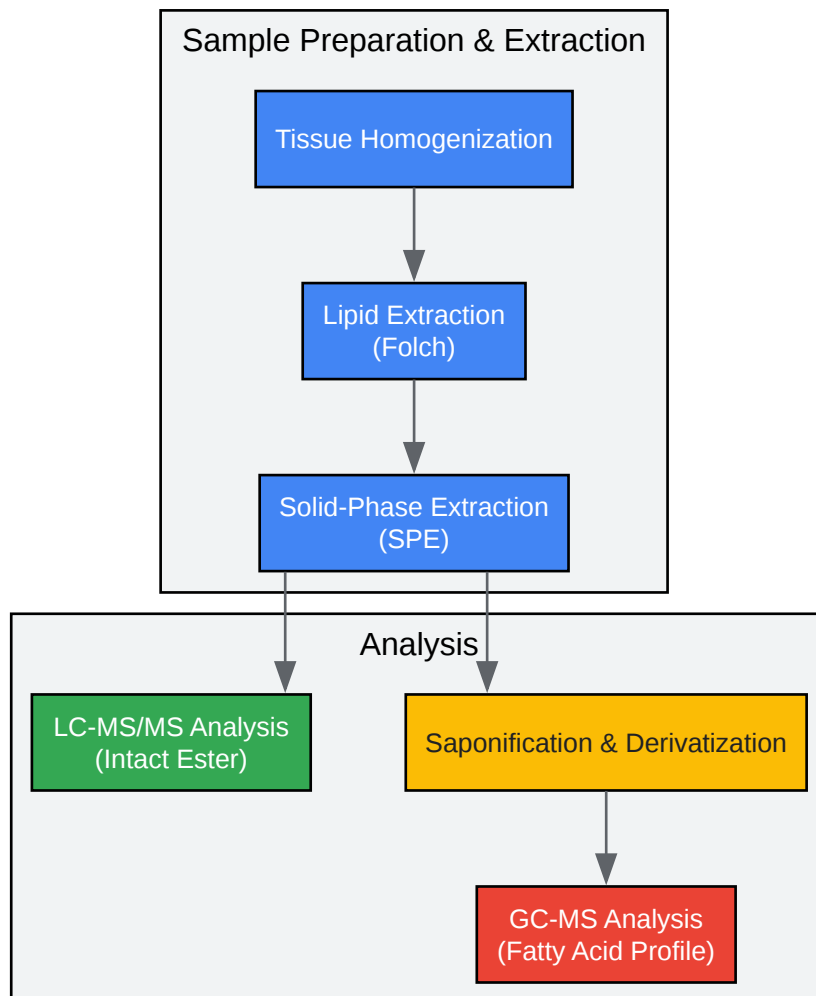 Sample Preparation & Extraction
Tissue Homogenization
Lipid Extraction
(Folch)
Solid-Phase Extraction
(SPE)
Analysis
LC-MS/MS Analysis
(Intact Ester)
Saponification & Derivatization
GC-MS Analysis
(Fatty Acid Profile)